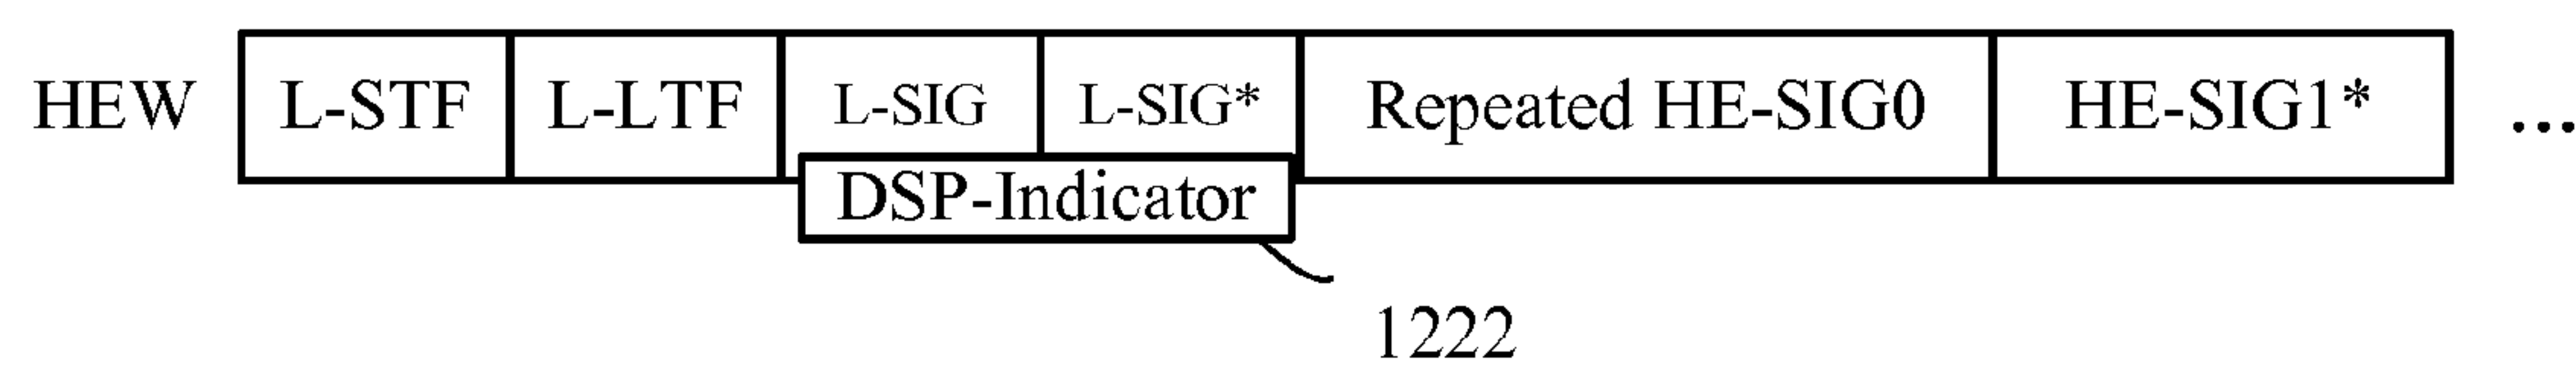 HEW L-STF L-LTF L-SIG L-SIG* Repeated HE-SIG0 HE-SIG1* ...
DSP-Indicator
1222